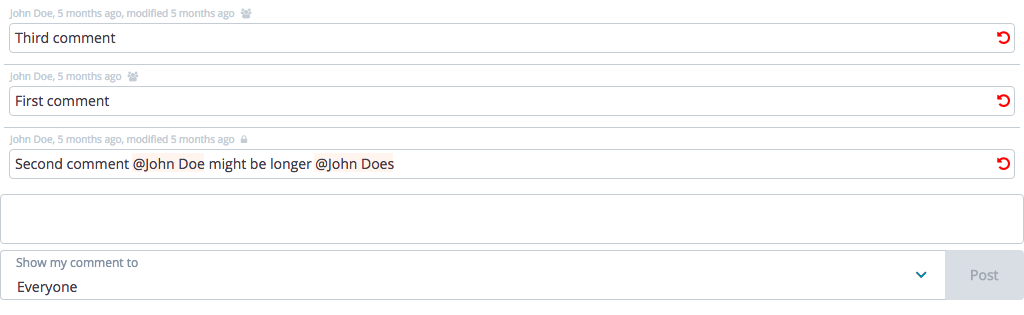 John Doe, 5 months ago, modified 5 months ago
Third comment
John Doe, 5 months ago
First comment
John Doe, 5 months ago, modified 5 months ago
Second comment @John Doe might be longer @John Does
Show my comment to
Everyone
Post